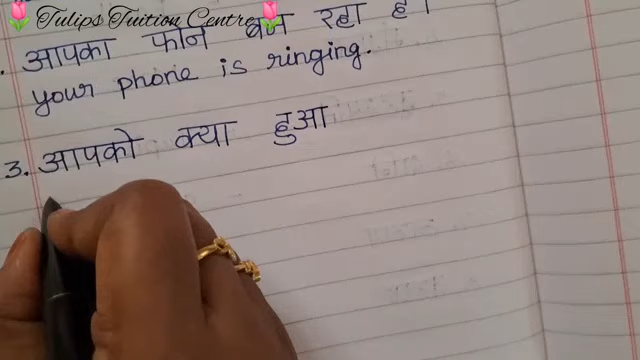 🌷Tulips Tuition Centre🌷
. आपका फोन बज रहा है।
your phone is ringing.
3. आपको क्या हुआ